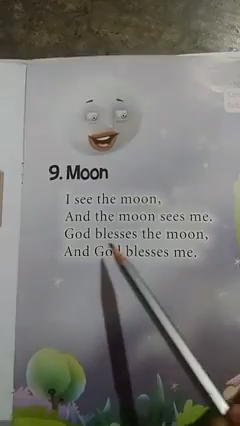 9. Moon
I see the moon,
And the moon sees me.
God blesses the moon,
And God blesses me.